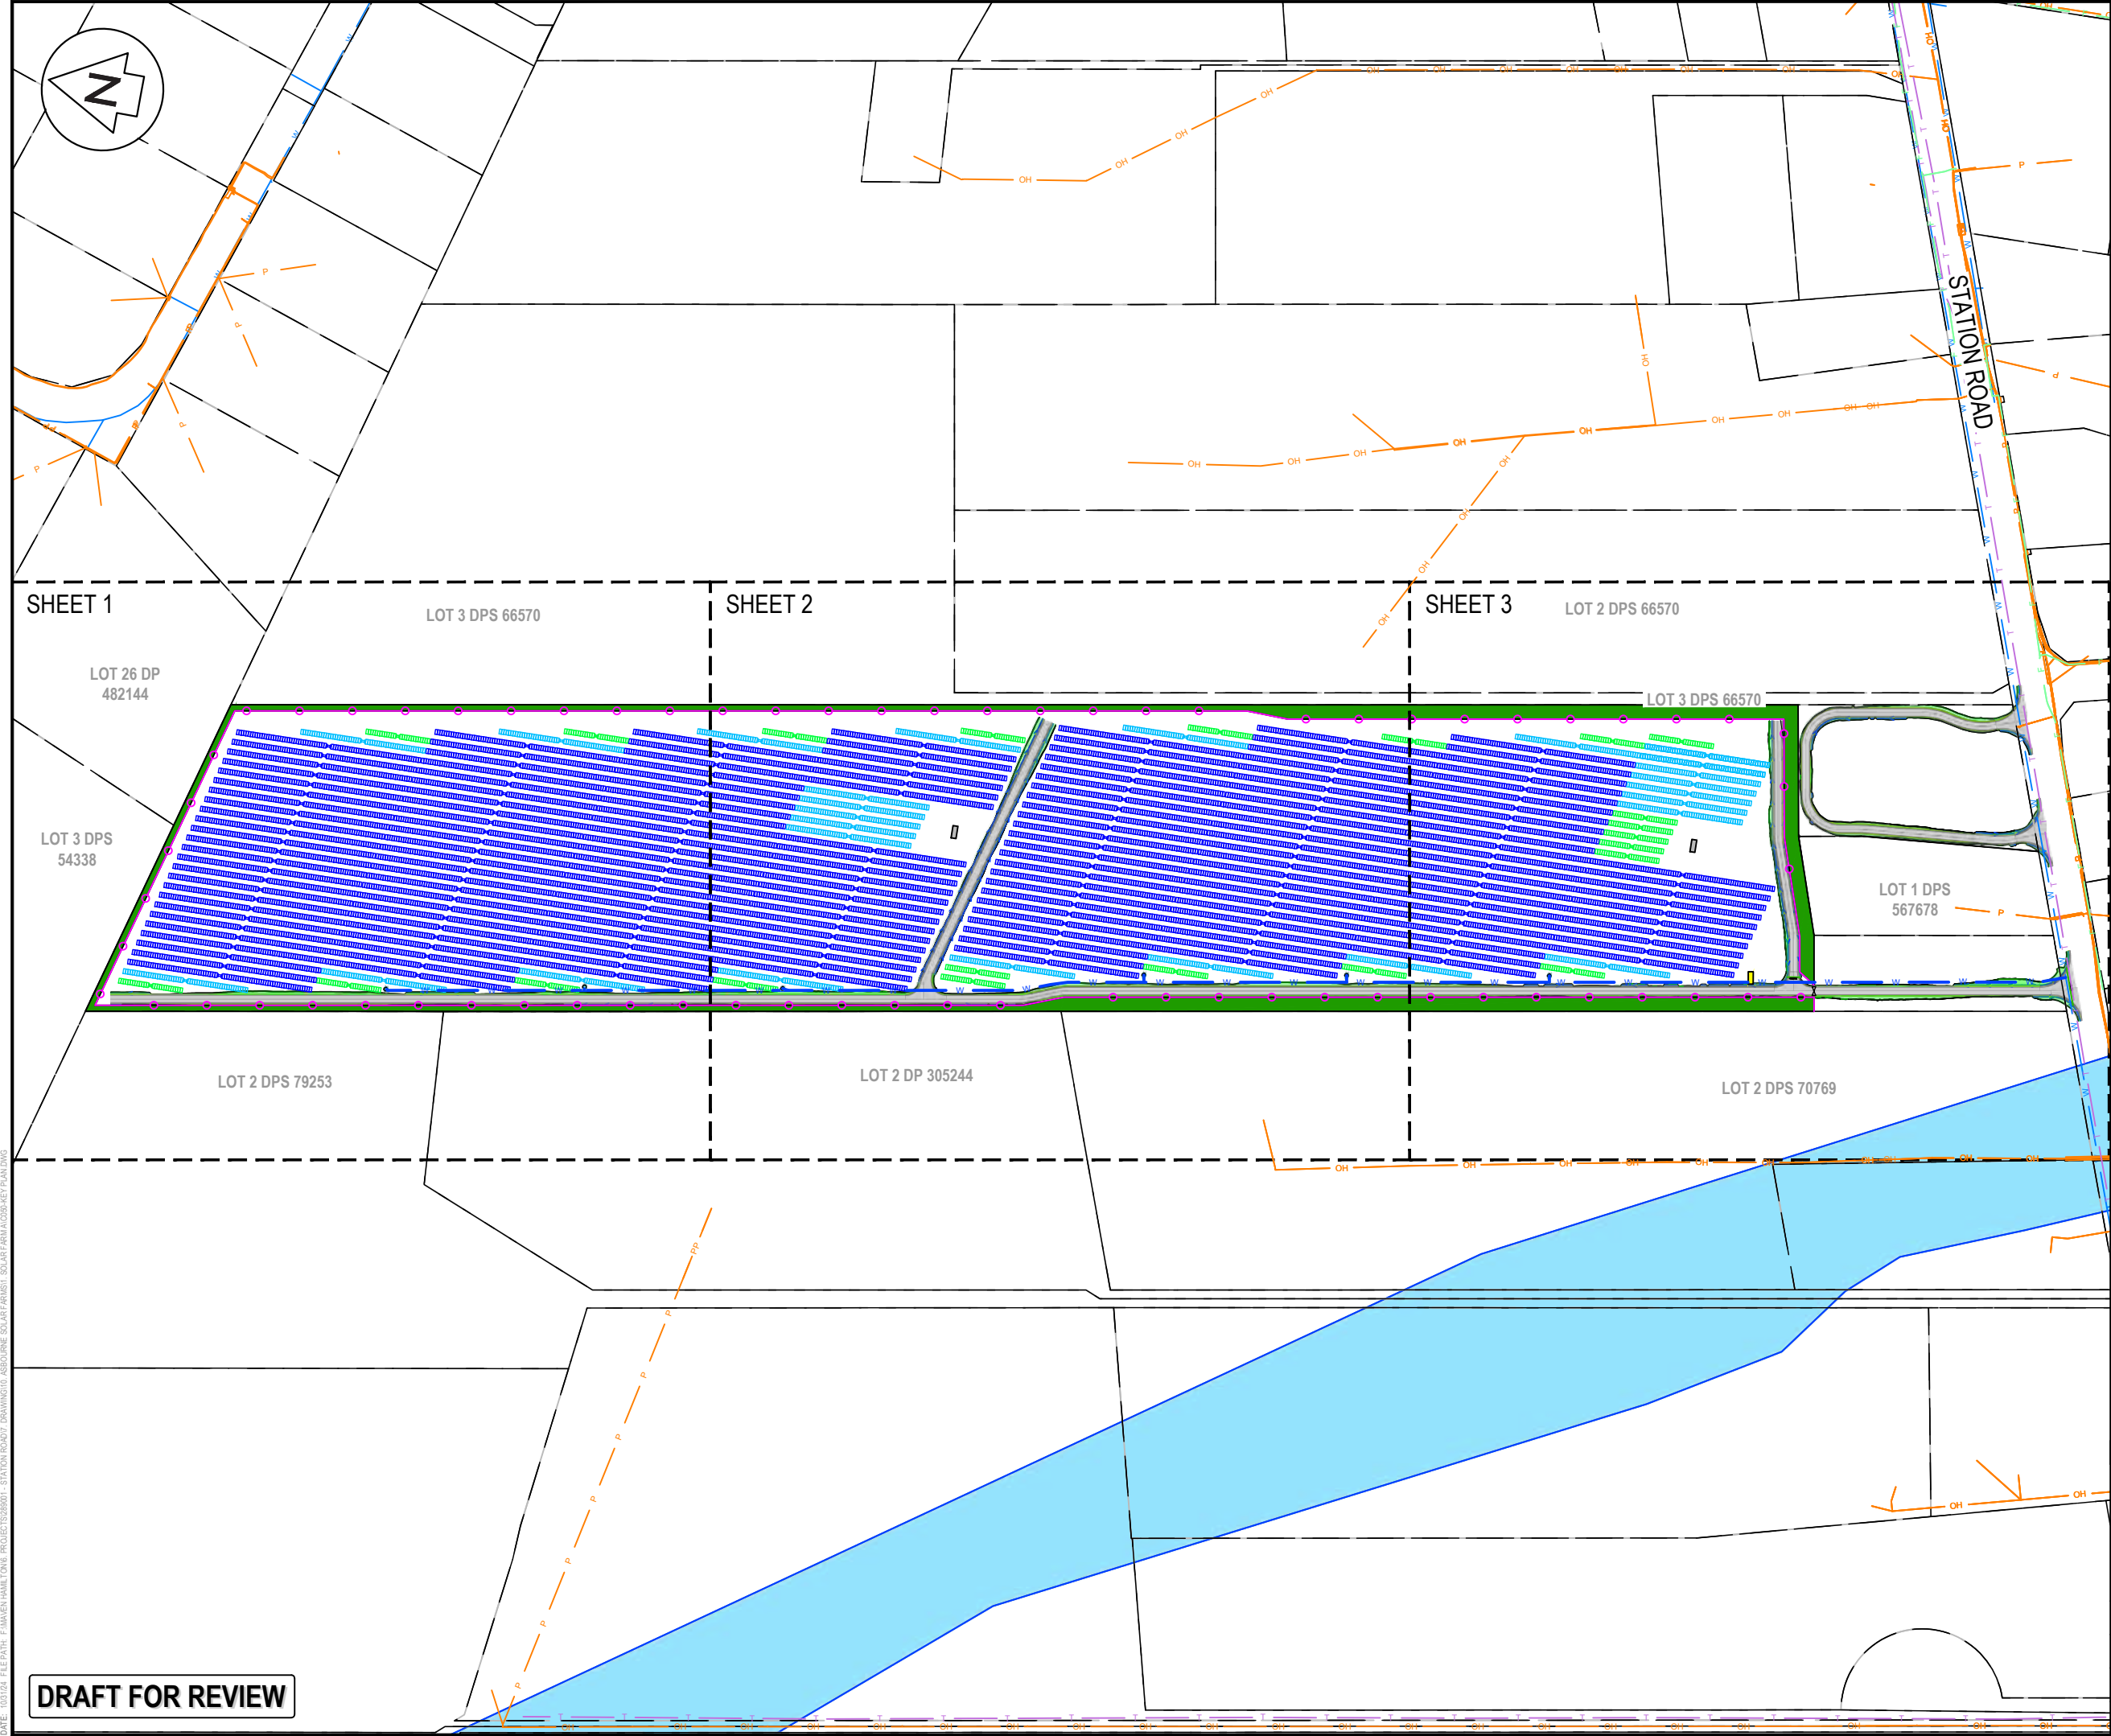 N
STATION ROAD
SHEET 1
SHEET 2
SHEET 3
LOT 3 DPS 66570
LOT 2 DPS 66570
LOT 26 DP
482144
LOT 3 DPS 66570
LOT 3 DPS
54338
LOT 1 DPS
567678
LOT 2 DPS 79253
LOT 2 DP 305244
LOT 2 DPS 70769
DRAFT FOR REVIEW